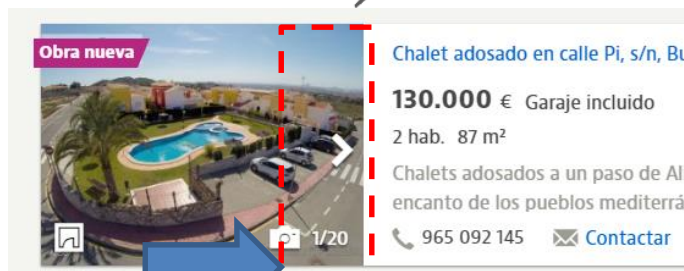 Obra nueva
Chalet adosado en calle Pi, s/n, Bu
130.000 € Garaje incluido
2 hab. 87 m²
Chalets adosados a un paso de Al
encanto de los pueblos mediterrá
1/20
965 092 145 Contactar